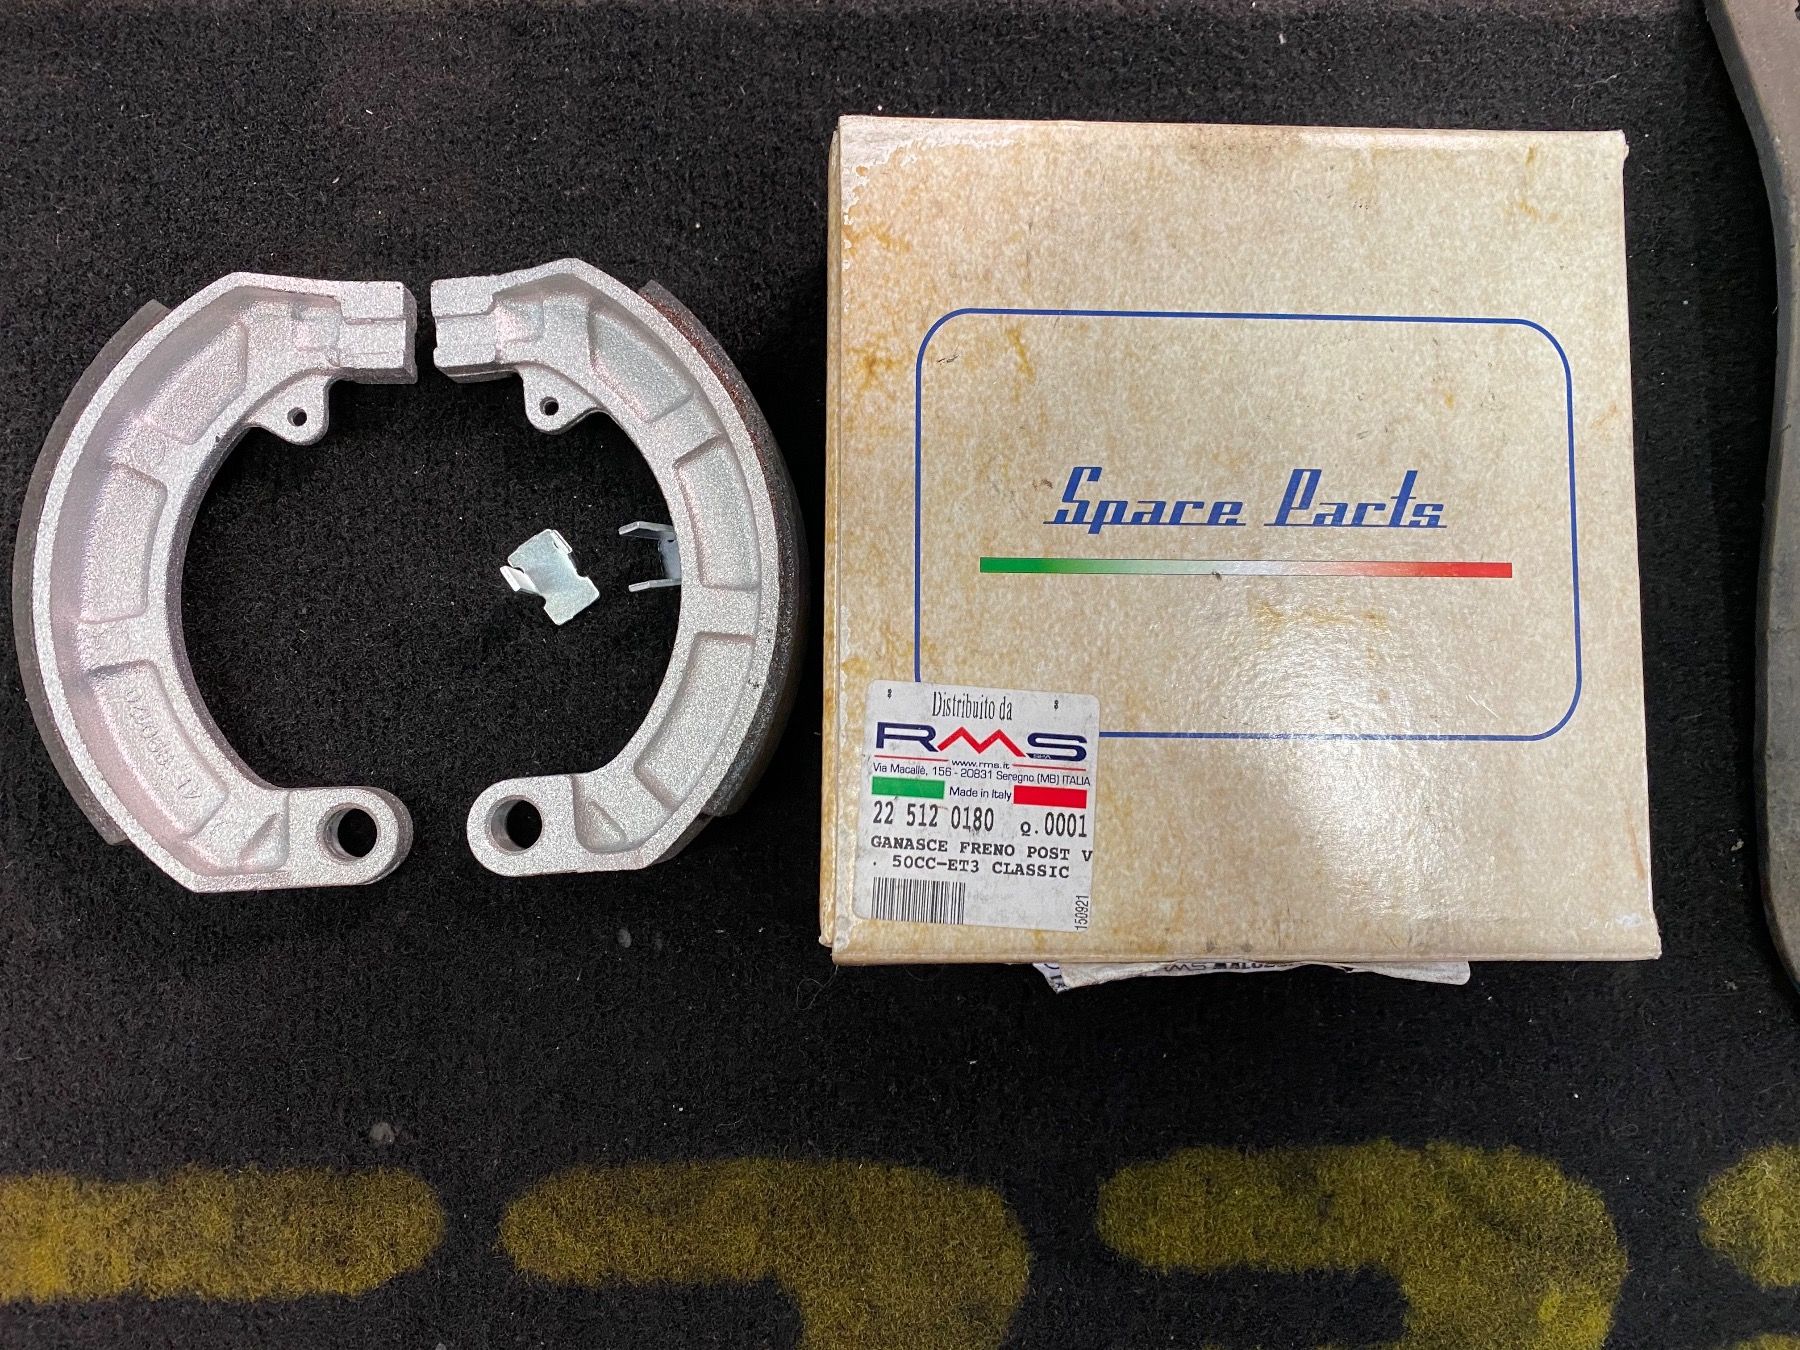 Spare Parts
Distribuito da
RMS
www.rms.it
Via Macallè, 156 - 20831 Seregno (MB) ITALIA
Made in Italy
22 512 0180 Q.0001
GANASCE FRENO POST V
. 50CC-ET3 CLASSIC
150921